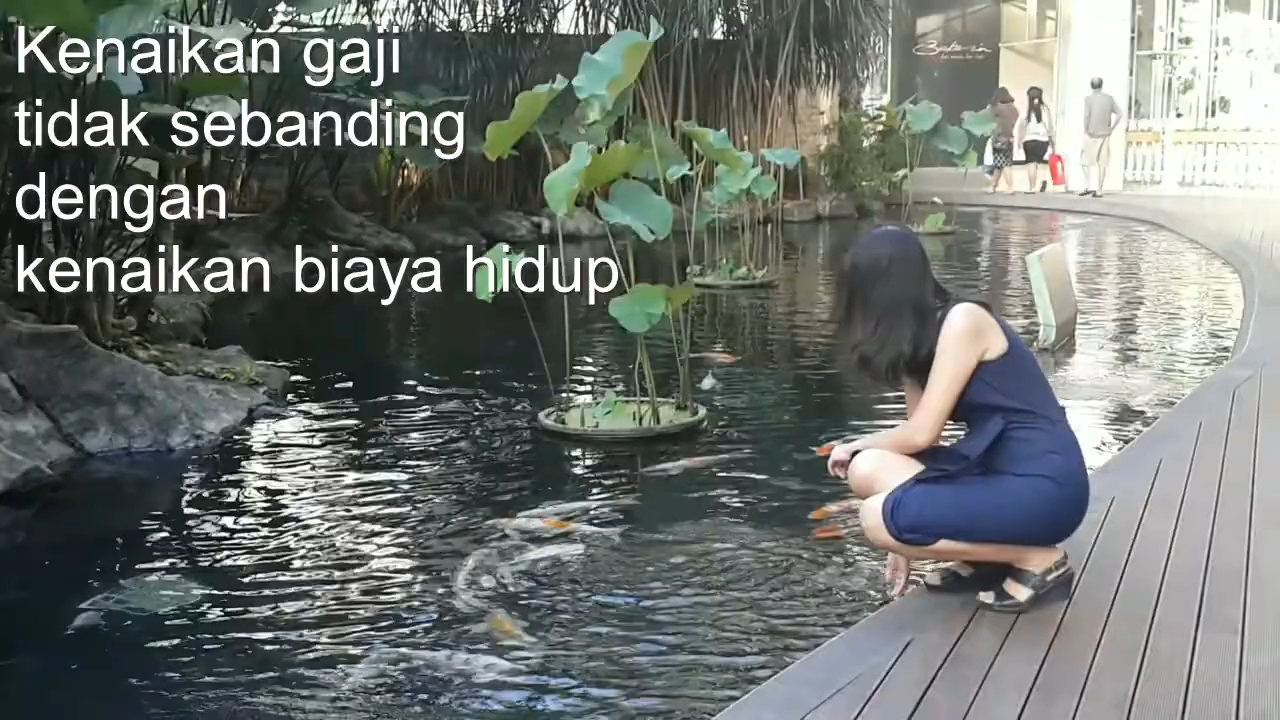 Kenaikan gaji
tidak sebanding
dengan
kenaikan biaya hidup